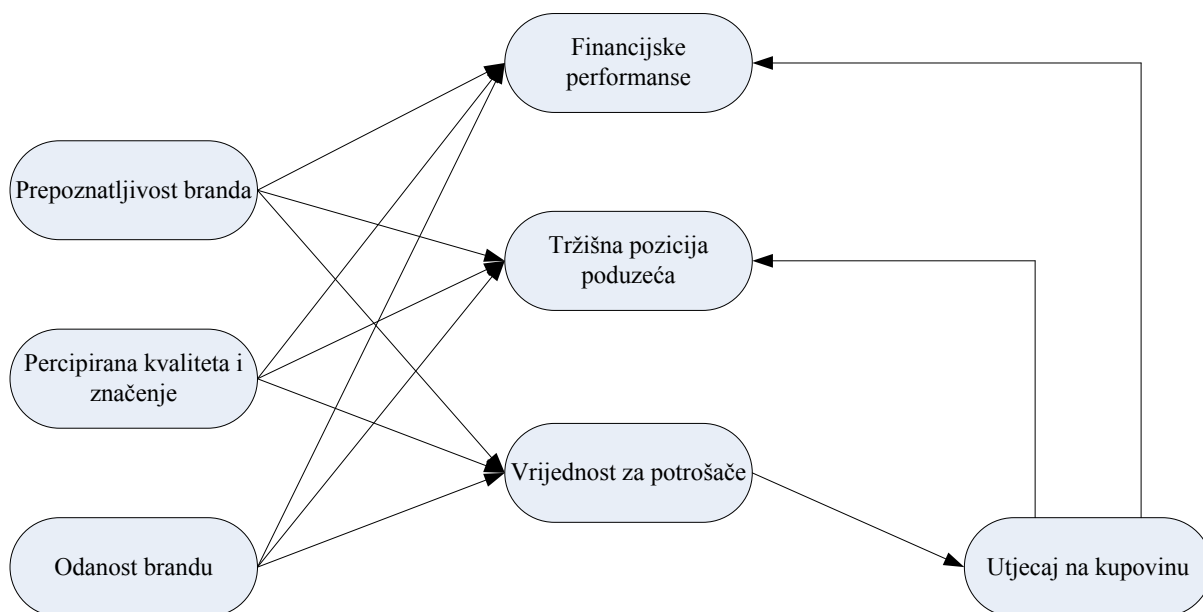 Financijske
performanse
Prepoznatljivost branda
Tržišna pozicija
poduzeća
Percipirana kvaliteta i
značenje
Vrijednost za potrošače
Odanost brandu
Utjecaj na kupovinu